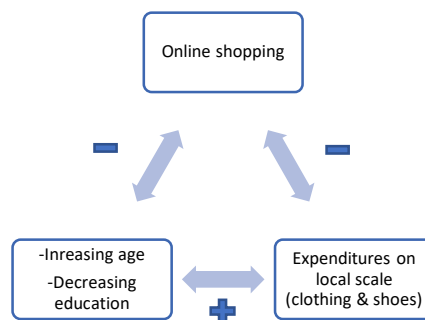 Online shopping
-Inreasing age
-Decreasing
education
Expenditures on
local scale
(clothing & shoes)